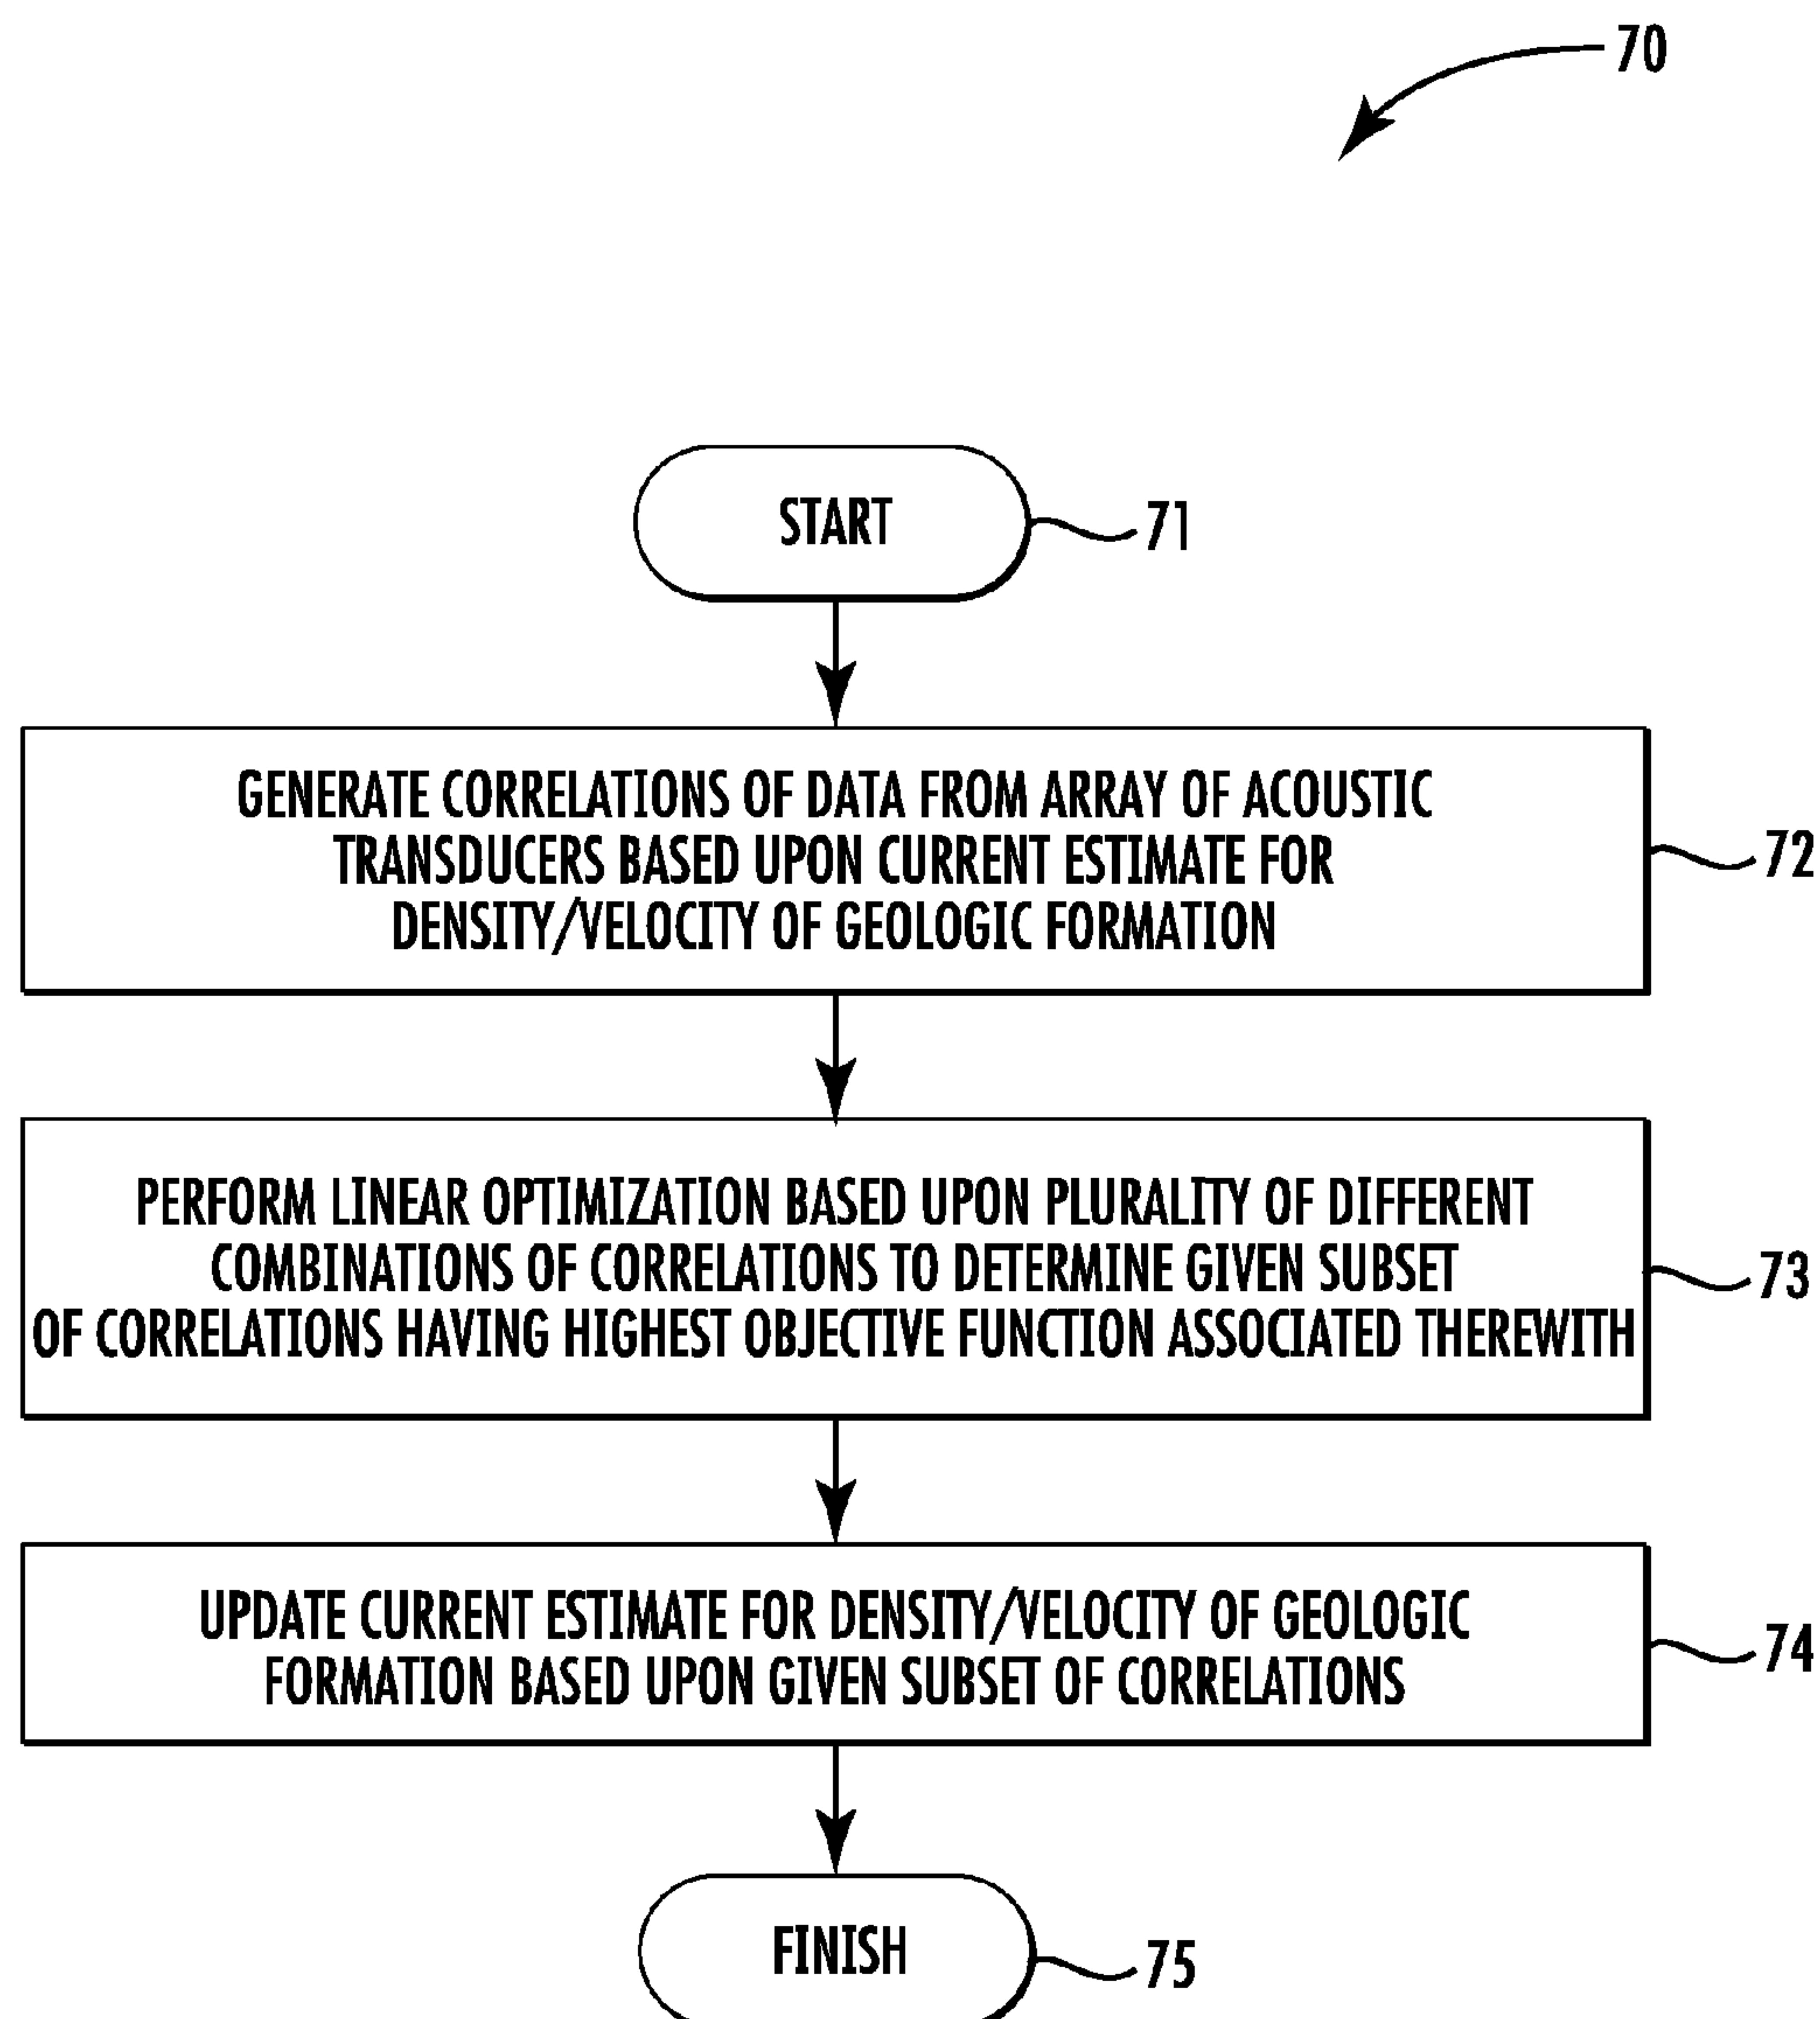 70
START
71
GENERATE CORRELATIONS OF DATA FROM ARRAY OF ACOUSTIC
TRANSDUCERS BASED UPON CURRENT ESTIMATE FOR
DENSITY/VELOCITY OF GEOLOGIC FORMATION
72
PERFORM LINEAR OPTIMIZATION BASED UPON PLURALITY OF DIFFERENT
COMBINATIONS OF CORRELATIONS TO DETERMINE GIVEN SUBSET
OF CORRELATIONS HAVING HIGHEST OBJECTIVE FUNCTION ASSOCIATED THEREWITH
73
UPDATE CURRENT ESTIMATE FOR DENSITY/VELOCITY OF GEOLOGIC
FORMATION BASED UPON GIVEN SUBSET OF CORRELATIONS
74
FINISH
75